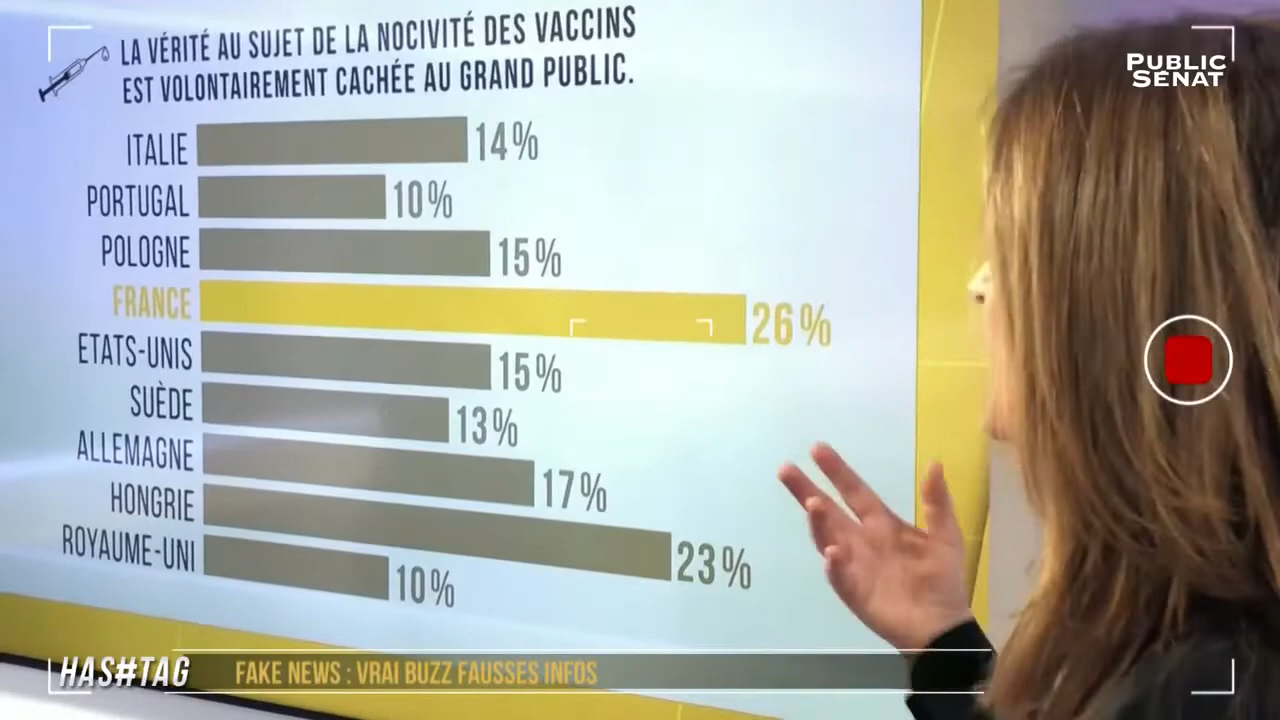 LA VÉRITÉ AU SUJET DE LA NOCIVITÉ DES VACCINS
EST VOLONTAIREMENT CACHÉE AU GRAND PUBLIC.
PUBLIC
SÉNAT
ITALIE 14%
PORTUGAL 10%
POLOGNE 15%
FRANCE 26%
ETATS-UNIS 15%
SUÈDE 13%
ALLEMAGNE 17%
HONGRIE 23%
ROYAUME-UNI 10%
HAS#TAG FAKE NEWS : VRAI BUZZ FAUSSES INFOS